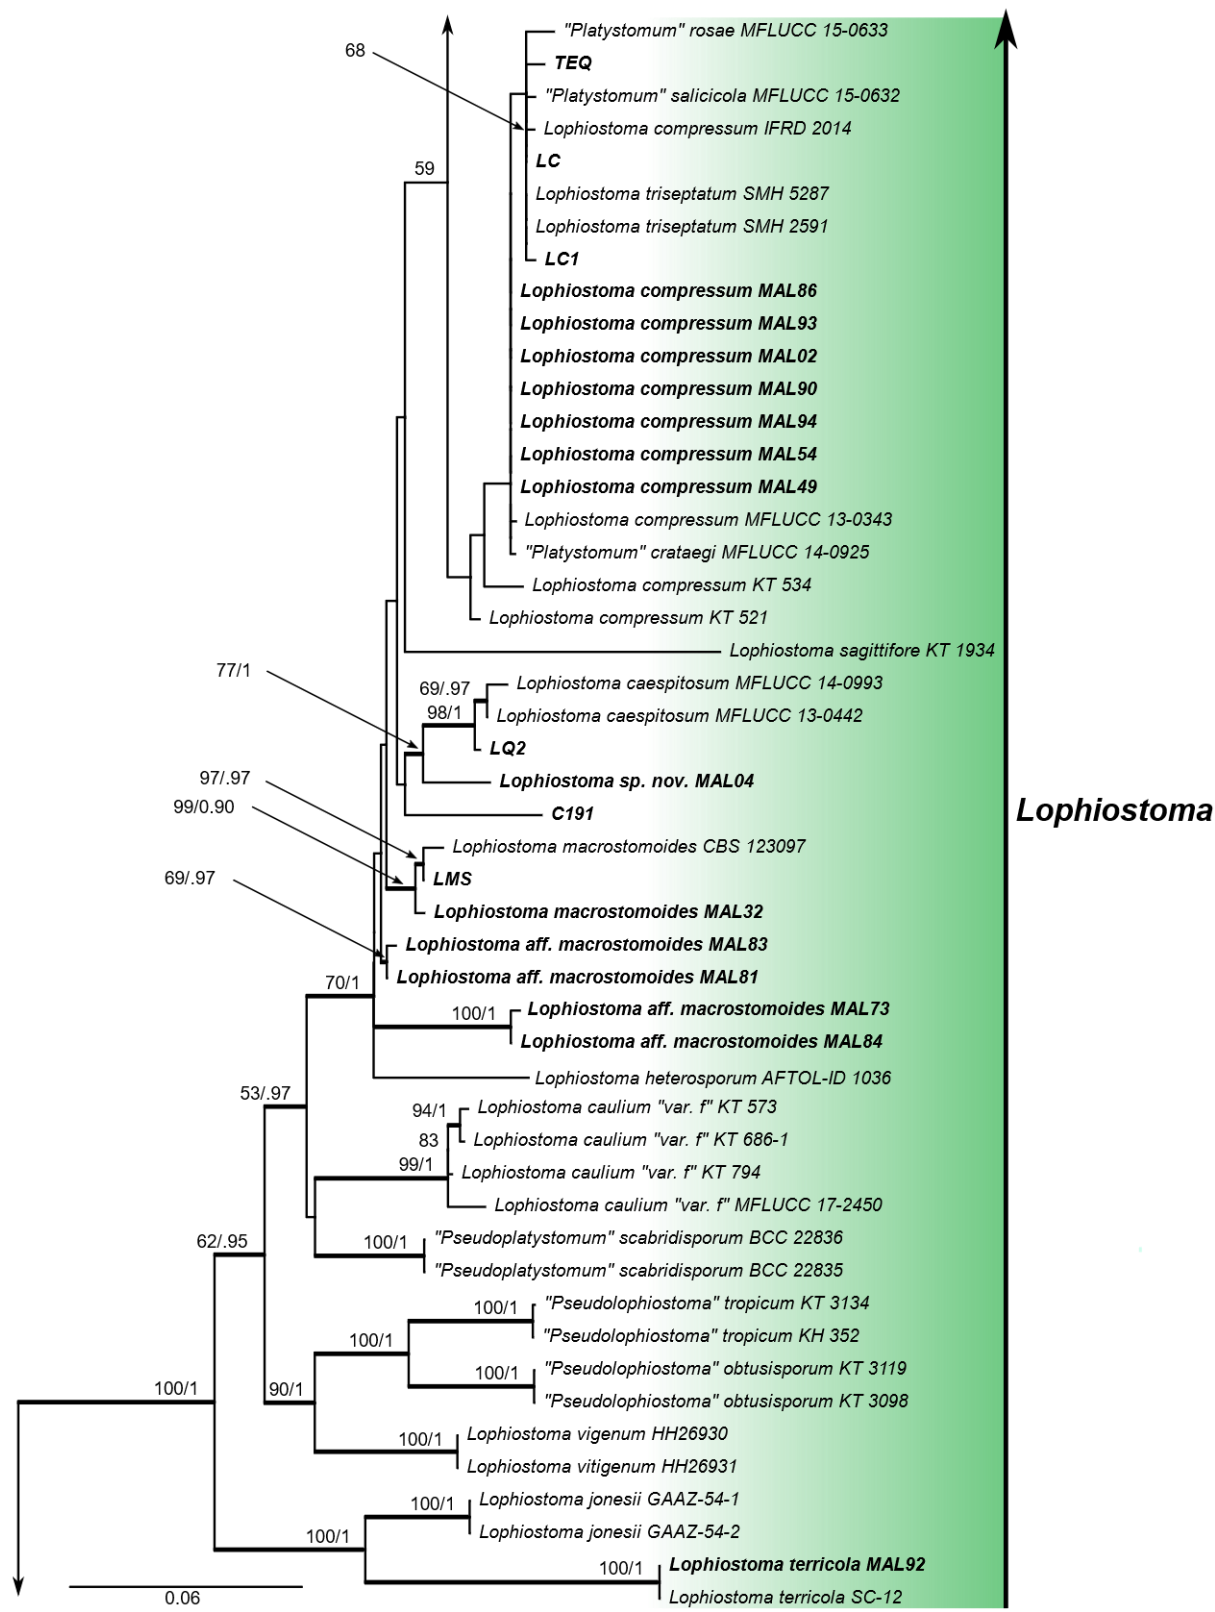 "Platystomum" rosae MFLUCC 15-0633
68
TEQ
"Platystomum" salicicola MFLUCC 15-0632
Lophiostoma compressum IFRD 2014
LC
59
Lophiostoma triseptatum SMH 5287
Lophiostoma triseptatum SMH 2591
LC1
Lophiostoma compressum MAL86
Lophiostoma compressum MAL93
Lophiostoma compressum MAL02
Lophiostoma compressum MAL90
Lophiostoma compressum MAL94
Lophiostoma compressum MAL54
Lophiostoma compressum MAL49
Lophiostoma compressum MFLUCC 13-0343
"Platystomum" crataegi MFLUCC 14-0925
Lophiostoma compressum KT 534
Lophiostoma compressum KT 521
Lophiostoma sagittifore KT 1934
77/1
Lophiostoma caespitosum MFLUCC 14-0993
69/.97
98/1
Lophiostoma caespitosum MFLUCC 13-0442
LQ2
97/.97
Lophiostoma sp. nov. MAL04
99/0.90
C191
Lophiostoma
Lophiostoma macrostomoides CBS 123097
69/.97
LMS
Lophiostoma macrostomoides MAL32
Lophiostoma aff. macrostomoides MAL83
Lophiostoma aff. macrostomoides MAL81
70/1
Lophiostoma aff. macrostomoides MAL73
100/1
Lophiostoma aff. macrostomoides MAL84
Lophiostoma heterosporum AFTOL-ID 1036
53/.97
Lophiostoma caulium "var. f" KT 573
94/1
Lophiostoma caulium "var. f" KT 686-1
83
99/1
Lophiostoma caulium "var. f" KT 794
Lophiostoma caulium "var. f" MFLUCC 17-2450
62/.95
"Pseudoplatystomum" scabridisporum BCC 22836
100/1
"Pseudoplatystomum" scabridisporum BCC 22835
"Pseudolophiostoma" tropicum KT 3134
100/1
"Pseudolophiostoma" tropicum KH 352
100/1
"Pseudolophiostoma" obtusisporum KT 3119
100/1
"Pseudolophiostoma" obtusisporum KT 3098
100/1
90/1
Lophiostoma vigenum HH26930
100/1
Lophiostoma vitigenum HH26931
Lophiostoma jonesii GAAZ-54-1
100/1
Lophiostoma jonesii GAAZ-54-2
100/1
Lophiostoma terricola MAL92
100/1
Lophiostoma terricola SC-12
0.06